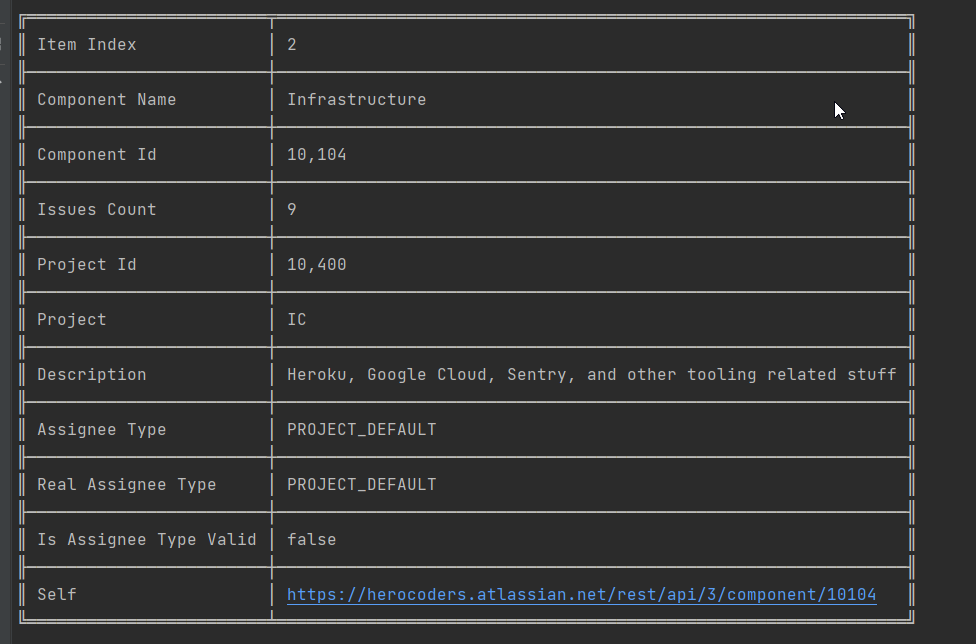 Item Index 2
Component Name Infrastructure
Component Id 10,104
Issues Count 9
Project Id 10,400
Project IC
Description Heroku, Google Cloud, Sentry, and other tooling related stuff
Assignee Type PROJECT_DEFAULT
Real Assignee Type PROJECT_DEFAULT
Is Assignee Type Valid false
Self https://herocoders.atlassian.net/rest/api/3/component/10104